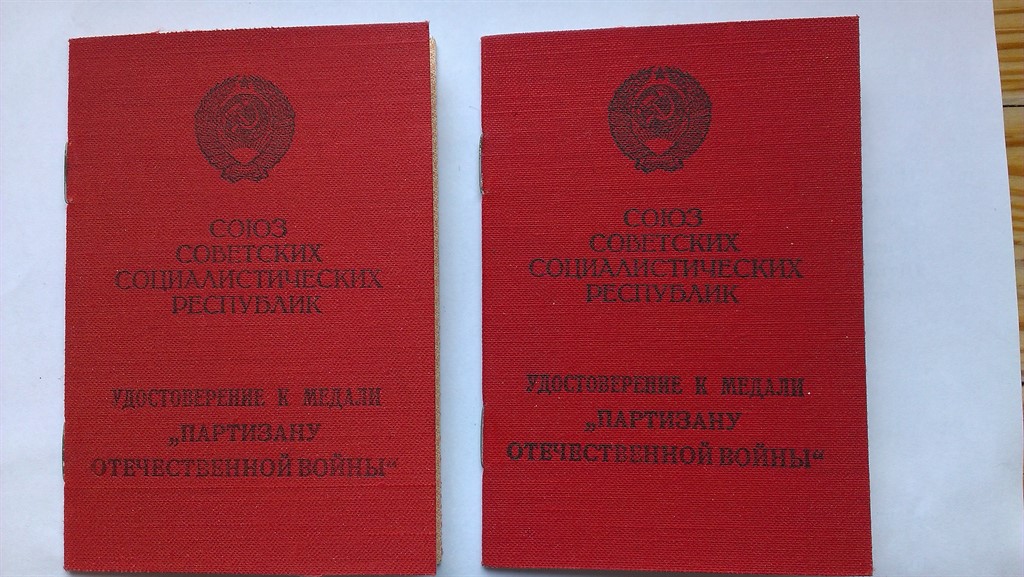 СОЮЗ
СОВЕТСКИХ
СОЦИАЛИСТИЧЕСКИХ
РЕСПУБЛИК
УДОСТОВЕРЕНИЕ К МЕДАЛИ
„ПАРТИЗАНУ
ОТЕЧЕСТВЕННОЙ ВОЙНЫ“
СОЮЗ
СОВЕТСКИХ
СОЦИАЛИСТИЧЕСКИХ
РЕСПУБЛИК
УДОСТОВЕРЕНИЕ К МЕДАЛИ
„ПАРТИЗАНУ
ОТЕЧЕСТВЕННОЙ ВОЙНЫ“